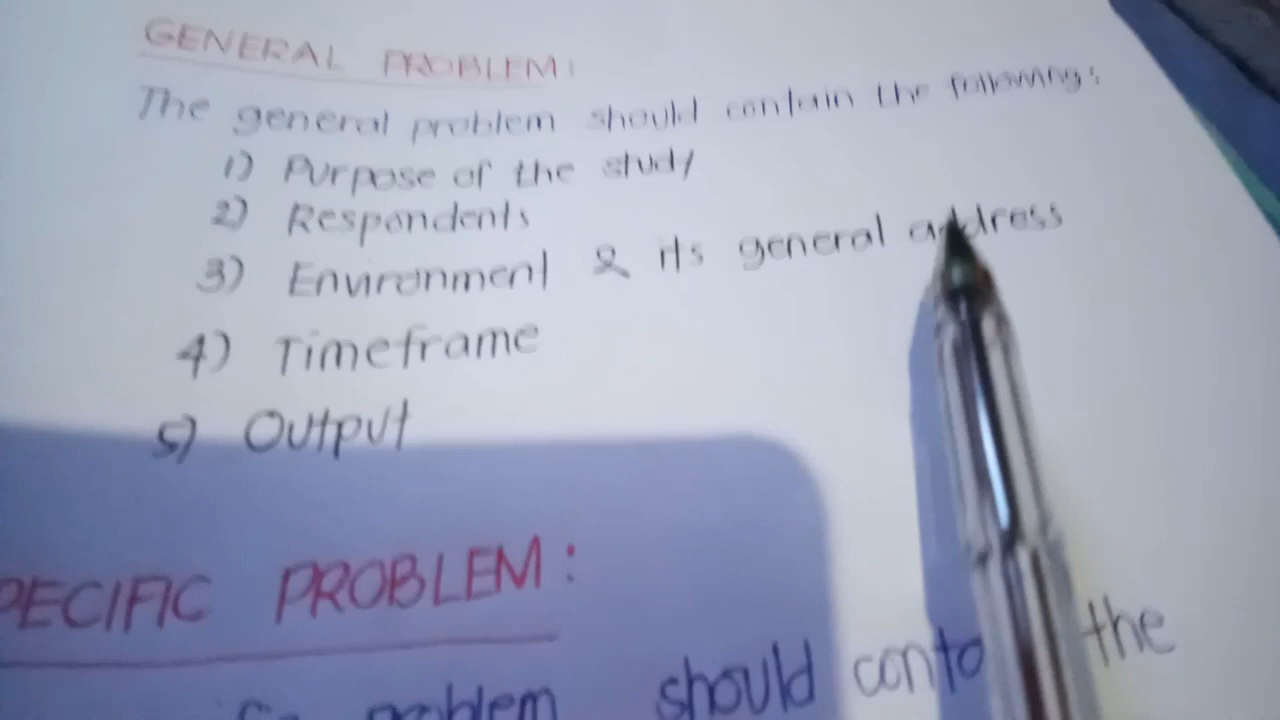 GENERAL PROBLEM:
The general problem should contain the following:
1) Purpose of the study
2) Respondents
3) Environment & its general address
4) Timeframe
5) Output
PECIFIC PROBLEM:
problem should conta the